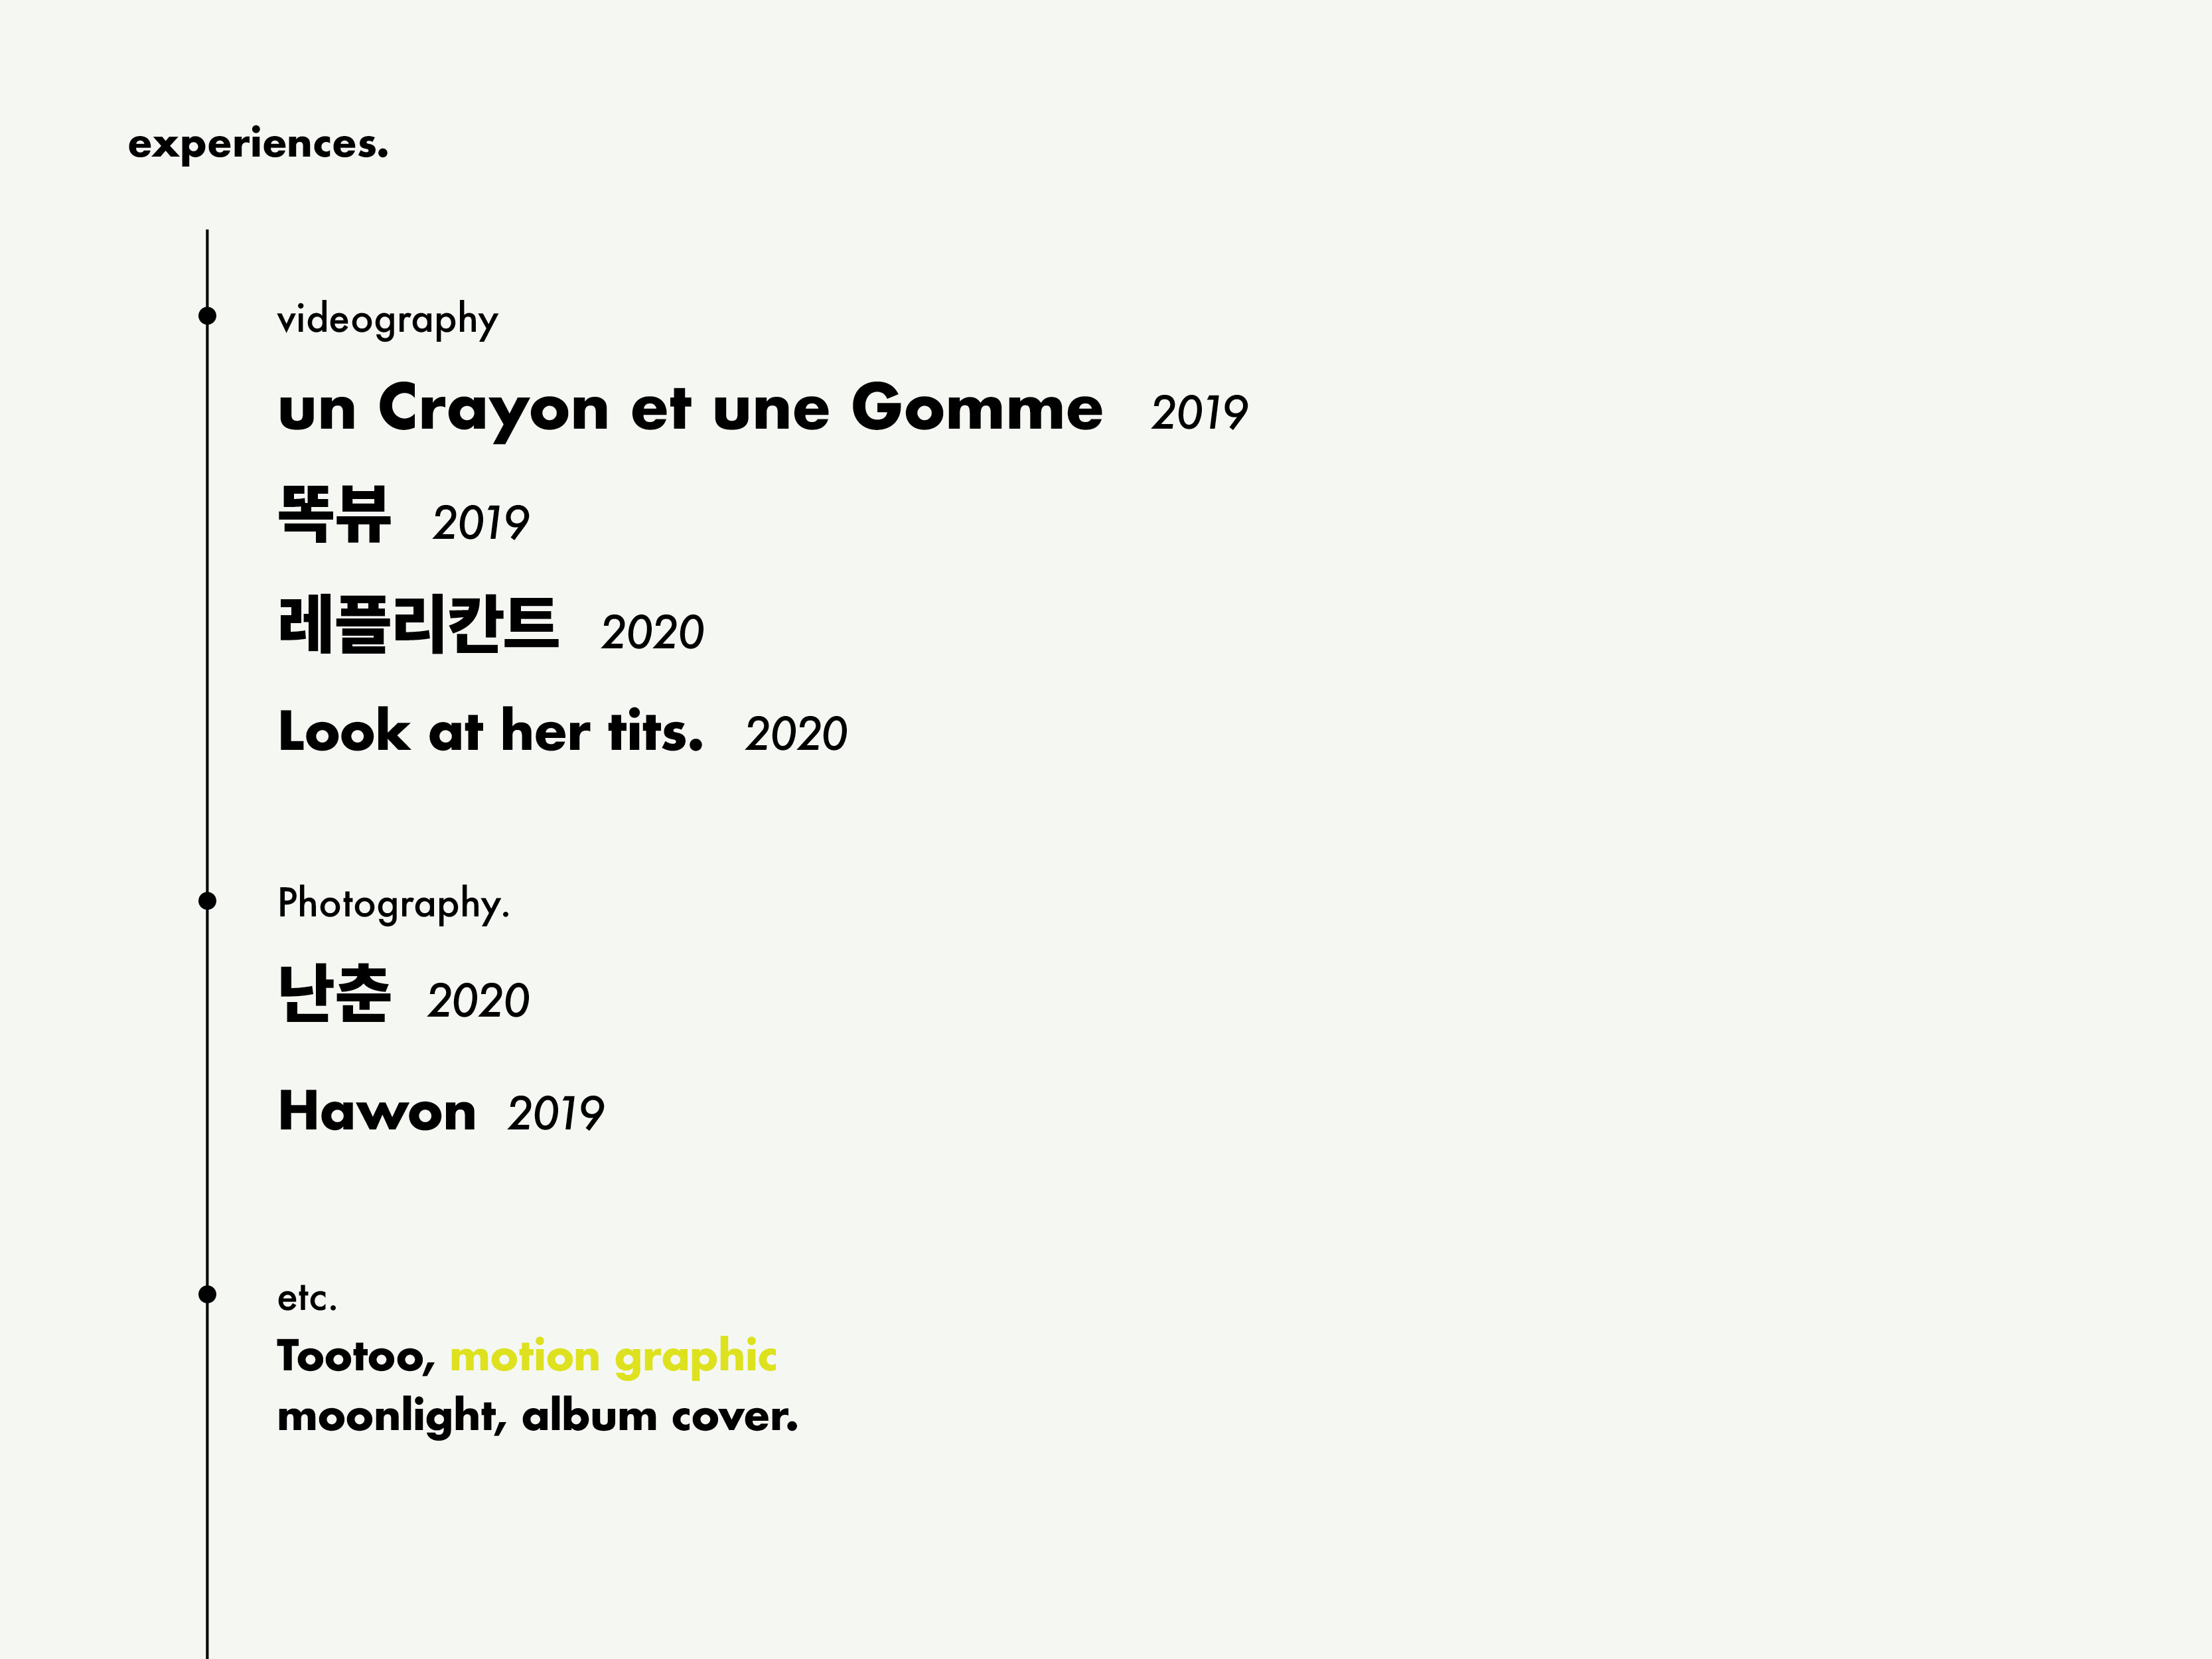 experiences.
videography
un Crayon et une Gomme 2019
똑뷰 2019
레플리칸트 2020
Look at her tits. 2020
Photography.
난춘 2020
Hawon 2019
etc.
Tootoo, motion graphic
moonlight, album cover.